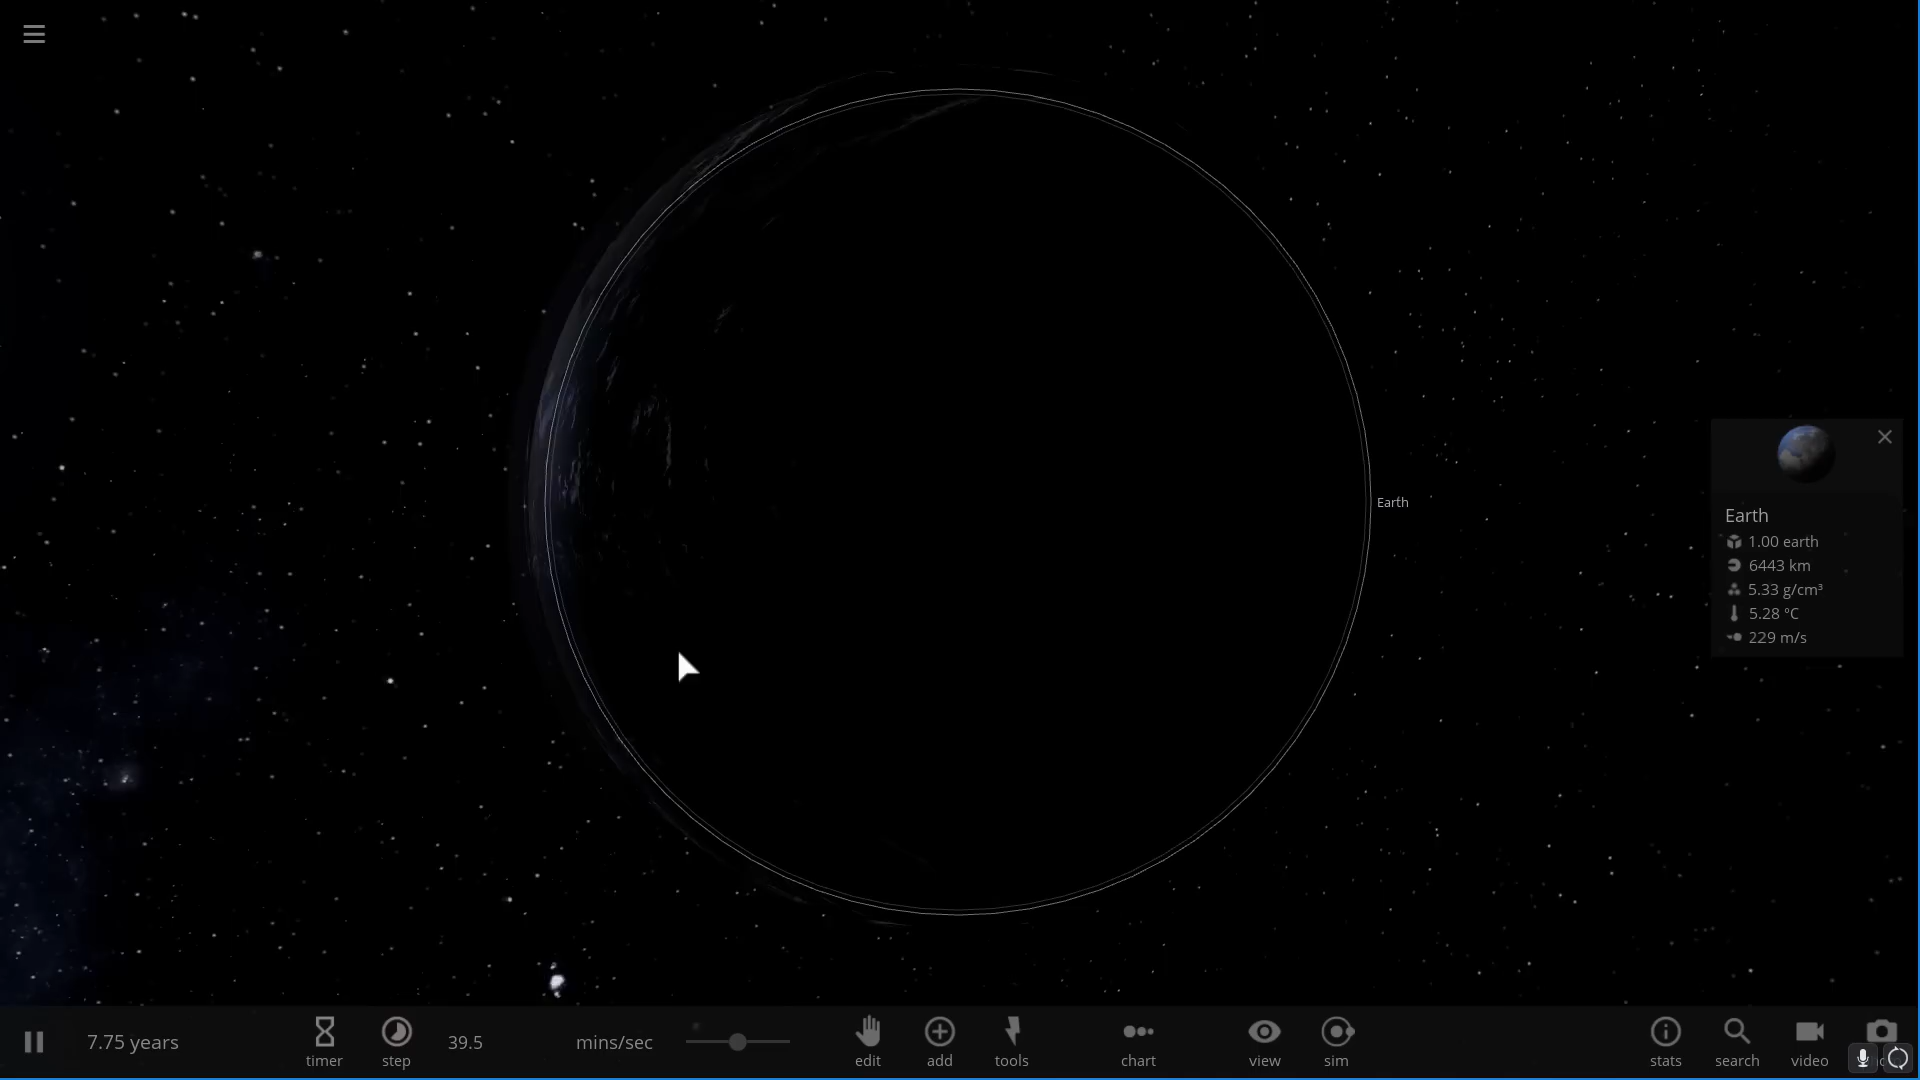 Earth
Earth
1.00 earth
6443 km
5.33 g/cm³
5.28 °C
229 m/s
7.75 years
timer
step
39.5
mins/sec
edit
add
tools
chart
view
sim
stats
search
video